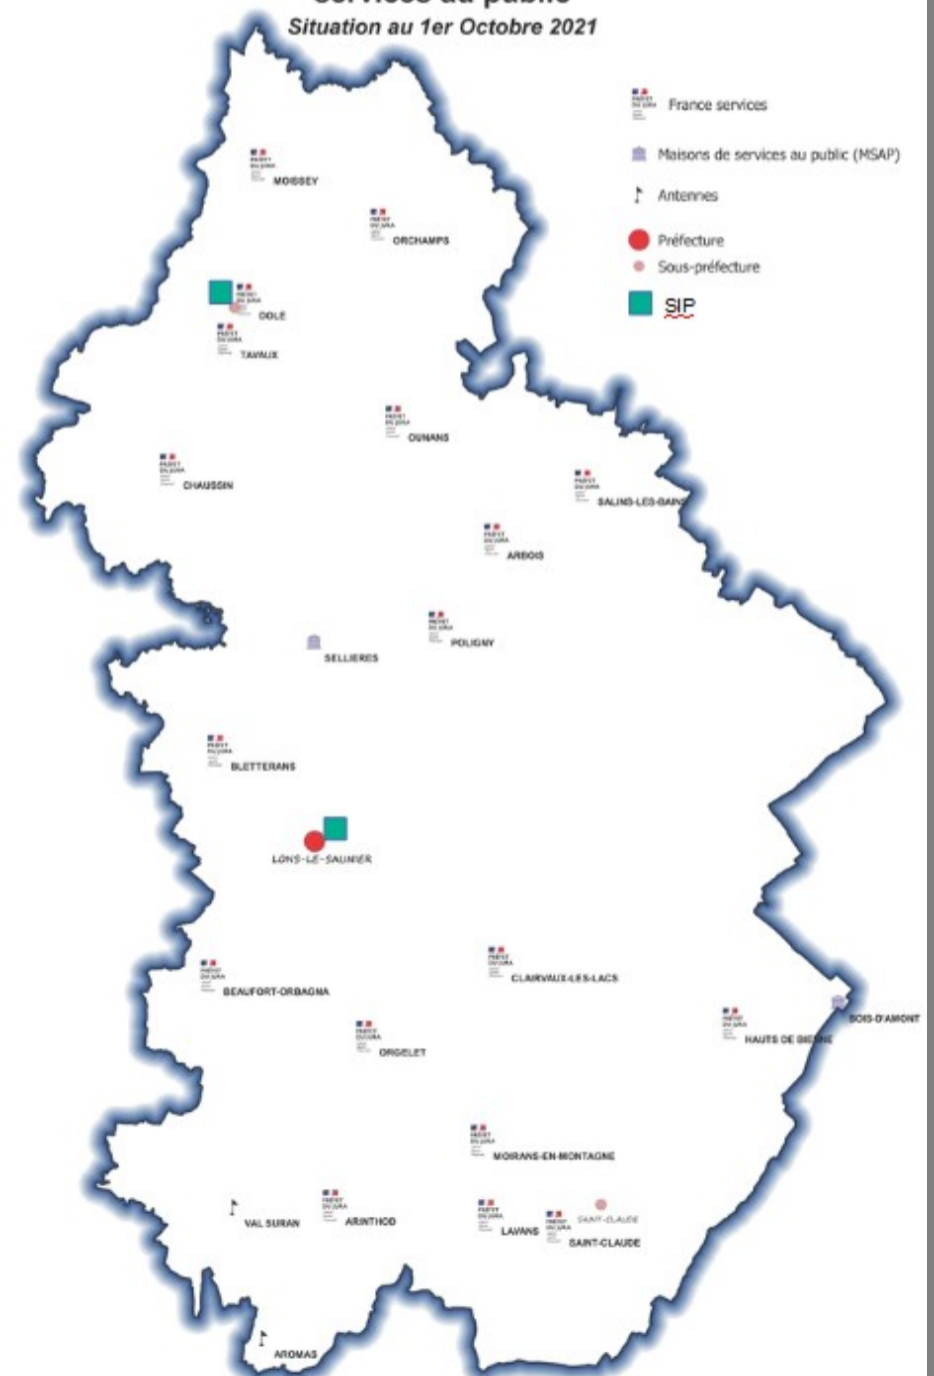 Situation au 1er Octobre 2021
France services
Maisons de services au public (MSAP)
Antennes
Préfecture
Sous-préfecture
SIP
MOISSEY
ORCHAMPS
DOLE
TAVAUX
OUNANS
CHAUSSIN
SALINS-LES-BAINS
ARBOIS
POLIGNY
SELLIERES
BLETTERANS
LONS-LE-SAUNIER
CLAIRVAUX-LES-LACS
BEAUFORT-ORBAGNA
BOIS-D'AMONT
HAUTS DE BIENNE
ORGELET
MOIRANS-EN-MONTAGNE
VAL SURAN
ARINTHOD
LAVANS
SAINT-CLAUDE
SAINT-CLAUDE
AROMAS